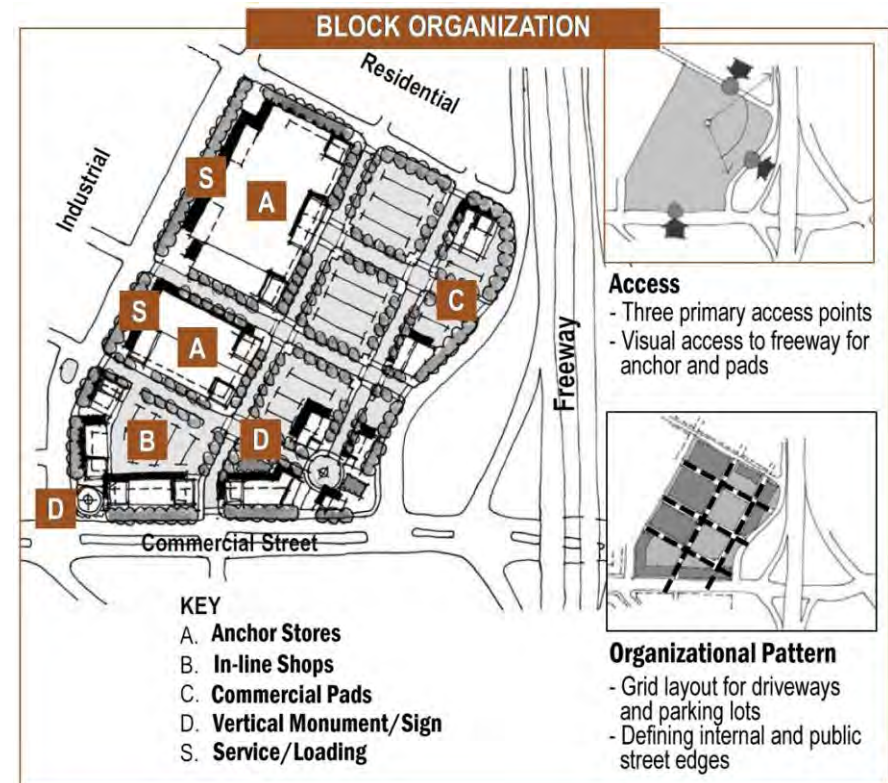 BLOCK ORGANIZATION
Residential
Industrial
S
A
S
A
C
B
D
D
Freeway
Commercial Street
KEY
A. Anchor Stores
B. In-line Shops
C. Commercial Pads
D. Vertical Monument/Sign
S. Service/Loading
Access
- Three primary access points
- Visual access to freeway for
anchor and pads
Organizational Pattern
- Grid layout for driveways
and parking lots
- Defining internal and public
street edges